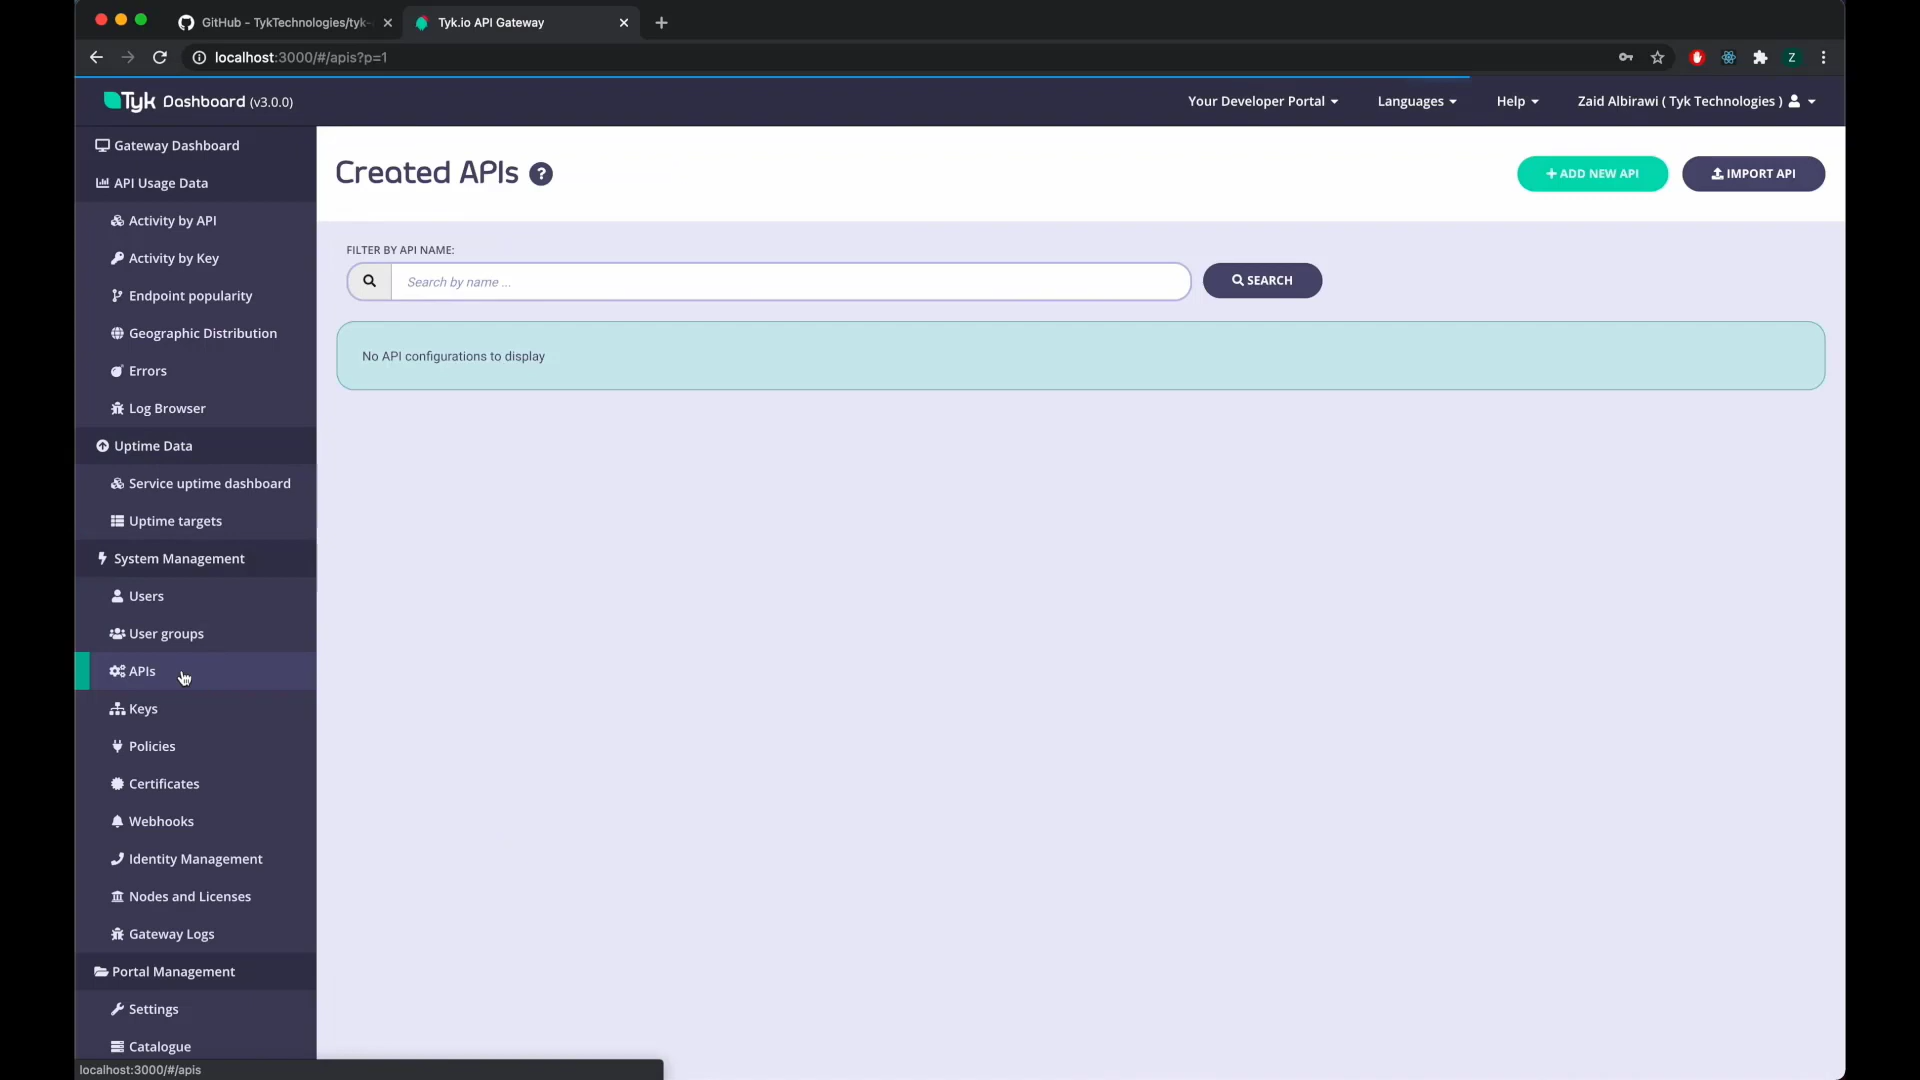 GitHub - TykTechnologies/tyk-
Tyk.io API Gateway
localhost:3000/#/apis?p=1
Z
Tyk Dashboard (v3.0.0)
Your Developer Portal
Languages
Help
Zaid Albirawi ( Tyk Technologies )
Gateway Dashboard
API Usage Data
Activity by API
Activity by Key
Endpoint popularity
Geographic Distribution
Errors
Log Browser
Uptime Data
Service uptime dashboard
Uptime targets
System Management
Users
User groups
APIs
Keys
Policies
Certificates
Webhooks
Identity Management
Nodes and Licenses
Gateway Logs
Portal Management
Settings
Catalogue
Created APIs ?
+ ADD NEW API
IMPORT API
FILTER BY API NAME:
Search by name ...
SEARCH
No API configurations to display
localhost:3000/#/apis